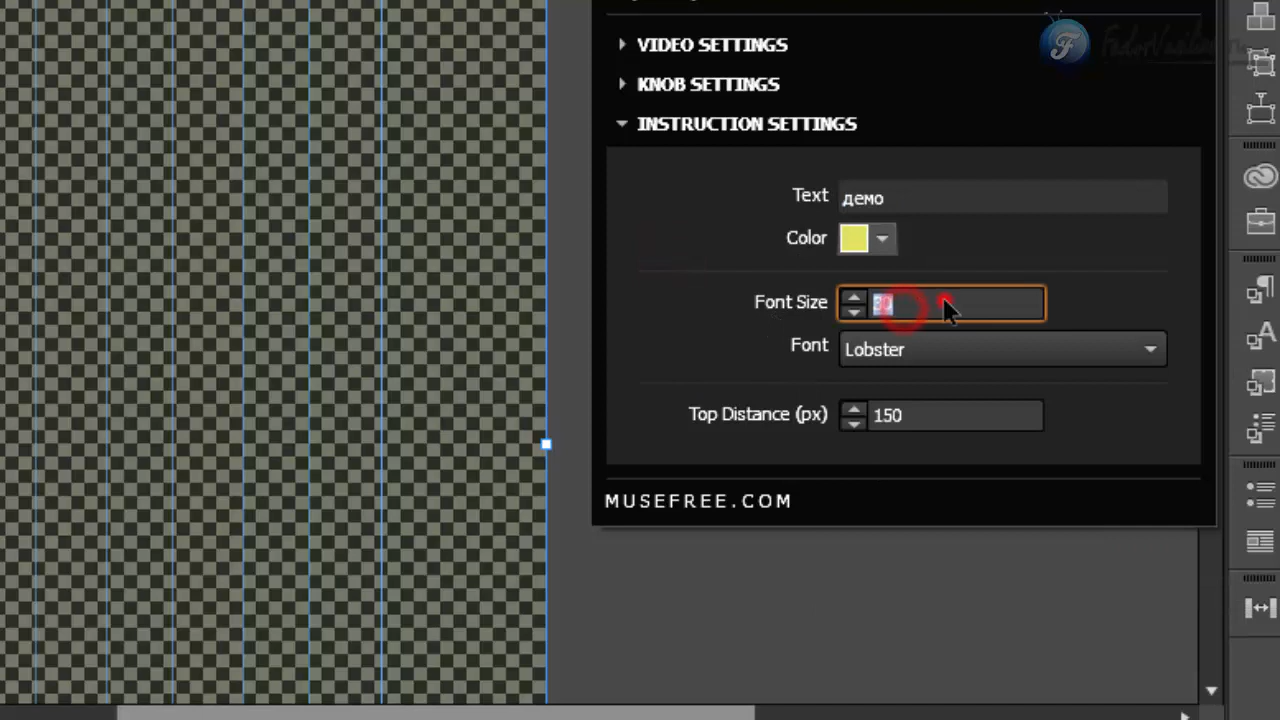 VIDEO SETTINGS
KNOB SETTINGS
INSTRUCTION SETTINGS
Text демо
Color
Font Size
Font Lobster
Top Distance (px) 150
MUSEFREE.COM